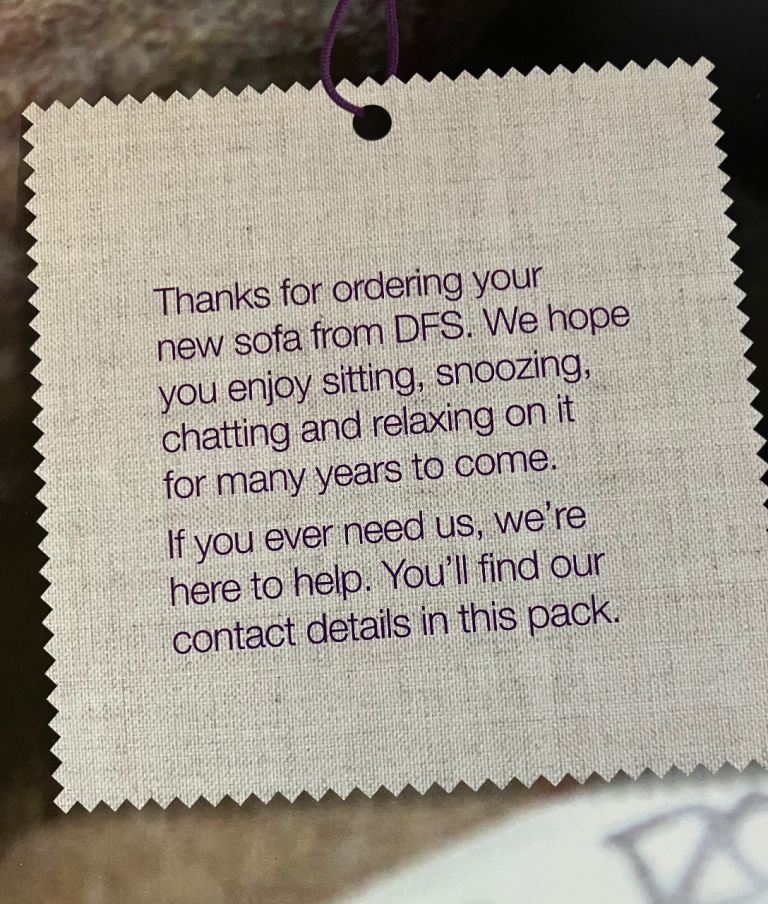 Thanks for ordering your
new sofa from DFS. We hope
you enjoy sitting, snoozing,
chatting and relaxing on it
for many years to come.
If you ever need us, we're
here to help. You'll find our
contact details in this pack.